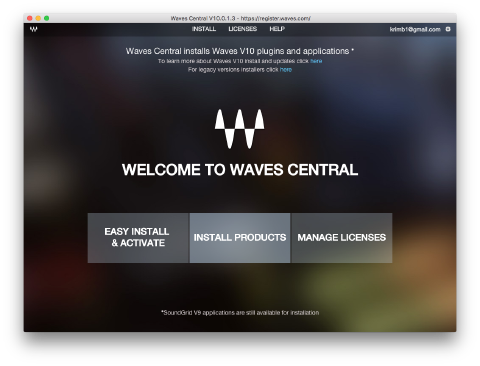 Waves Central V10.0.1.3 - https://register.waves.com/
INSTALL LICENSES HELP krimb1@gmail.com
Waves Central installs Waves V10 plugins and applications *
To learn more about Waves V10 install and updates click here
For legacy versions installers click here
WELCOME TO WAVES CENTRAL
EASY INSTALL
& ACTIVATE
INSTALL PRODUCTS
MANAGE LICENSES
*SoundGrid V9 applications are still available for installation